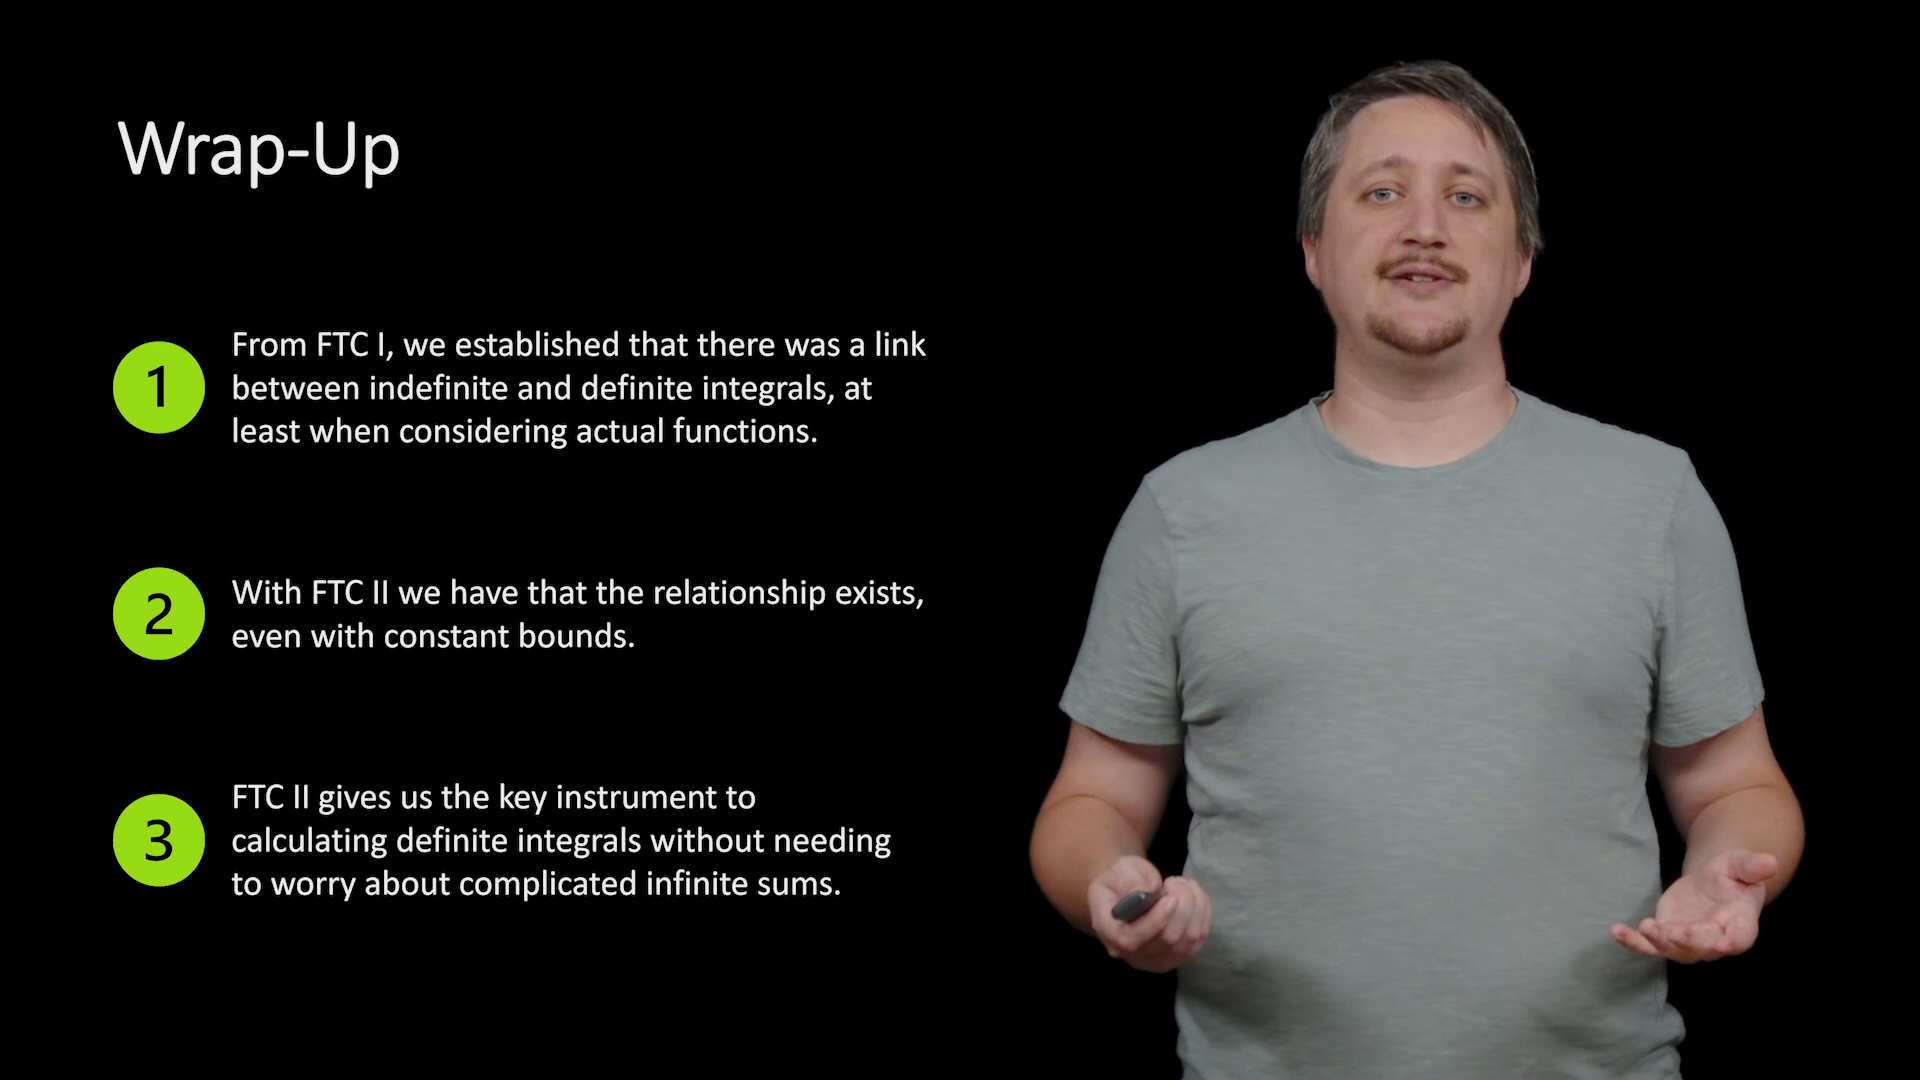 Wrap-Up
1
From FTC I, we established that there was a link
between indefinite and definite integrals, at
least when considering actual functions.
2
With FTC II we have that the relationship exists,
even with constant bounds.
3
FTC II gives us the key instrument to
calculating definite integrals without needing
to worry about complicated infinite sums.